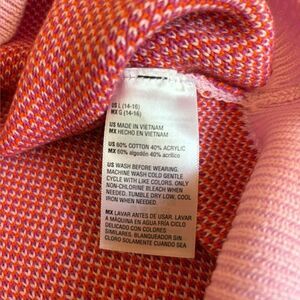 US L (14-16)
MX G (14-16)
US MADE IN VIETNAM
MX HECHO EN VIETNAM
US 60% COTTON 40% ACRYLIC
MX 60% algodón 40% acrílico
US WASH BEFORE WEARING.
MACHINE WASH COLD GENTLE
CYCLE WITH LIKE COLORS. ONLY
NON-CHLORINE BLEACH WHEN
NEEDED. TUMBLE DRY LOW, COOL
IRON WHEN NEEDED.
MX LAVAR ANTES DE USAR. LAVAR
A MÁQUINA EN AGUA FRÍA CICLO
DELICADO CON COLORES
SIMILARES. BLANQUEADOR SIN
CLORO SOLAMENTE CUANDO SEA